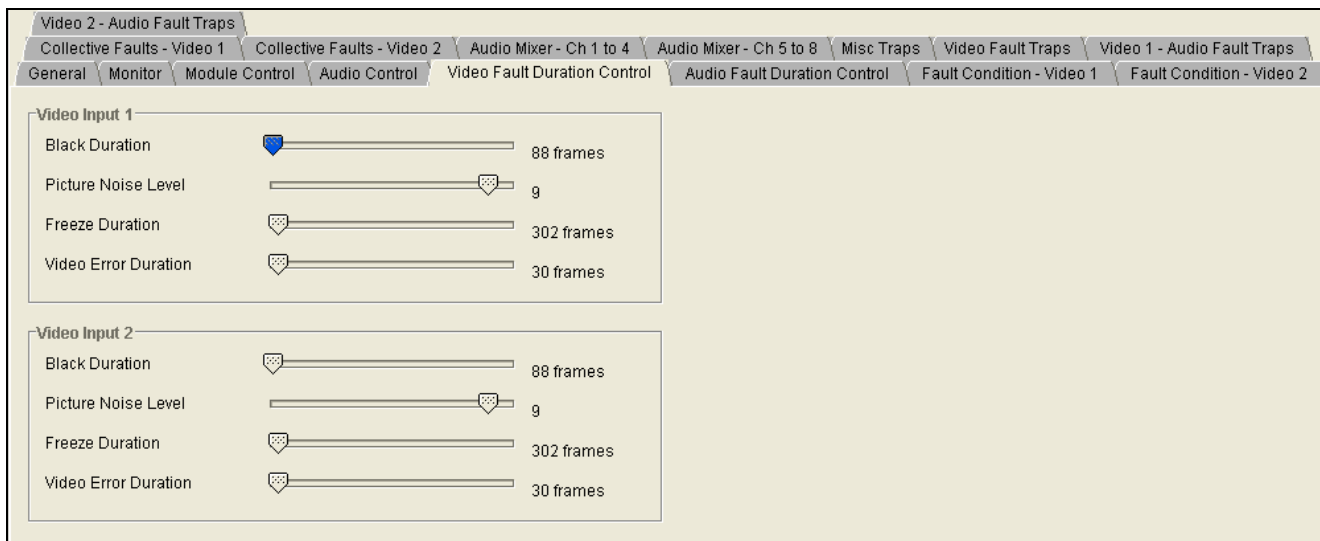 Video 2 - Audio Fault Traps
Collective Faults - Video 1 Collective Faults - Video 2 Audio Mixer - Ch 1 to 4 Audio Mixer - Ch 5 to 8 Misc Traps Video Fault Traps Video 1 - Audio Fault Traps
General Monitor Module Control Audio Control Video Fault Duration Control Audio Fault Duration Control Fault Condition - Video 1 Fault Condition - Video 2
Video Input 1
Black Duration 88 frames
Picture Noise Level 9
Freeze Duration 302 frames
Video Error Duration 30 frames
Video Input 2
Black Duration 88 frames
Picture Noise Level 9
Freeze Duration 302 frames
Video Error Duration 30 frames